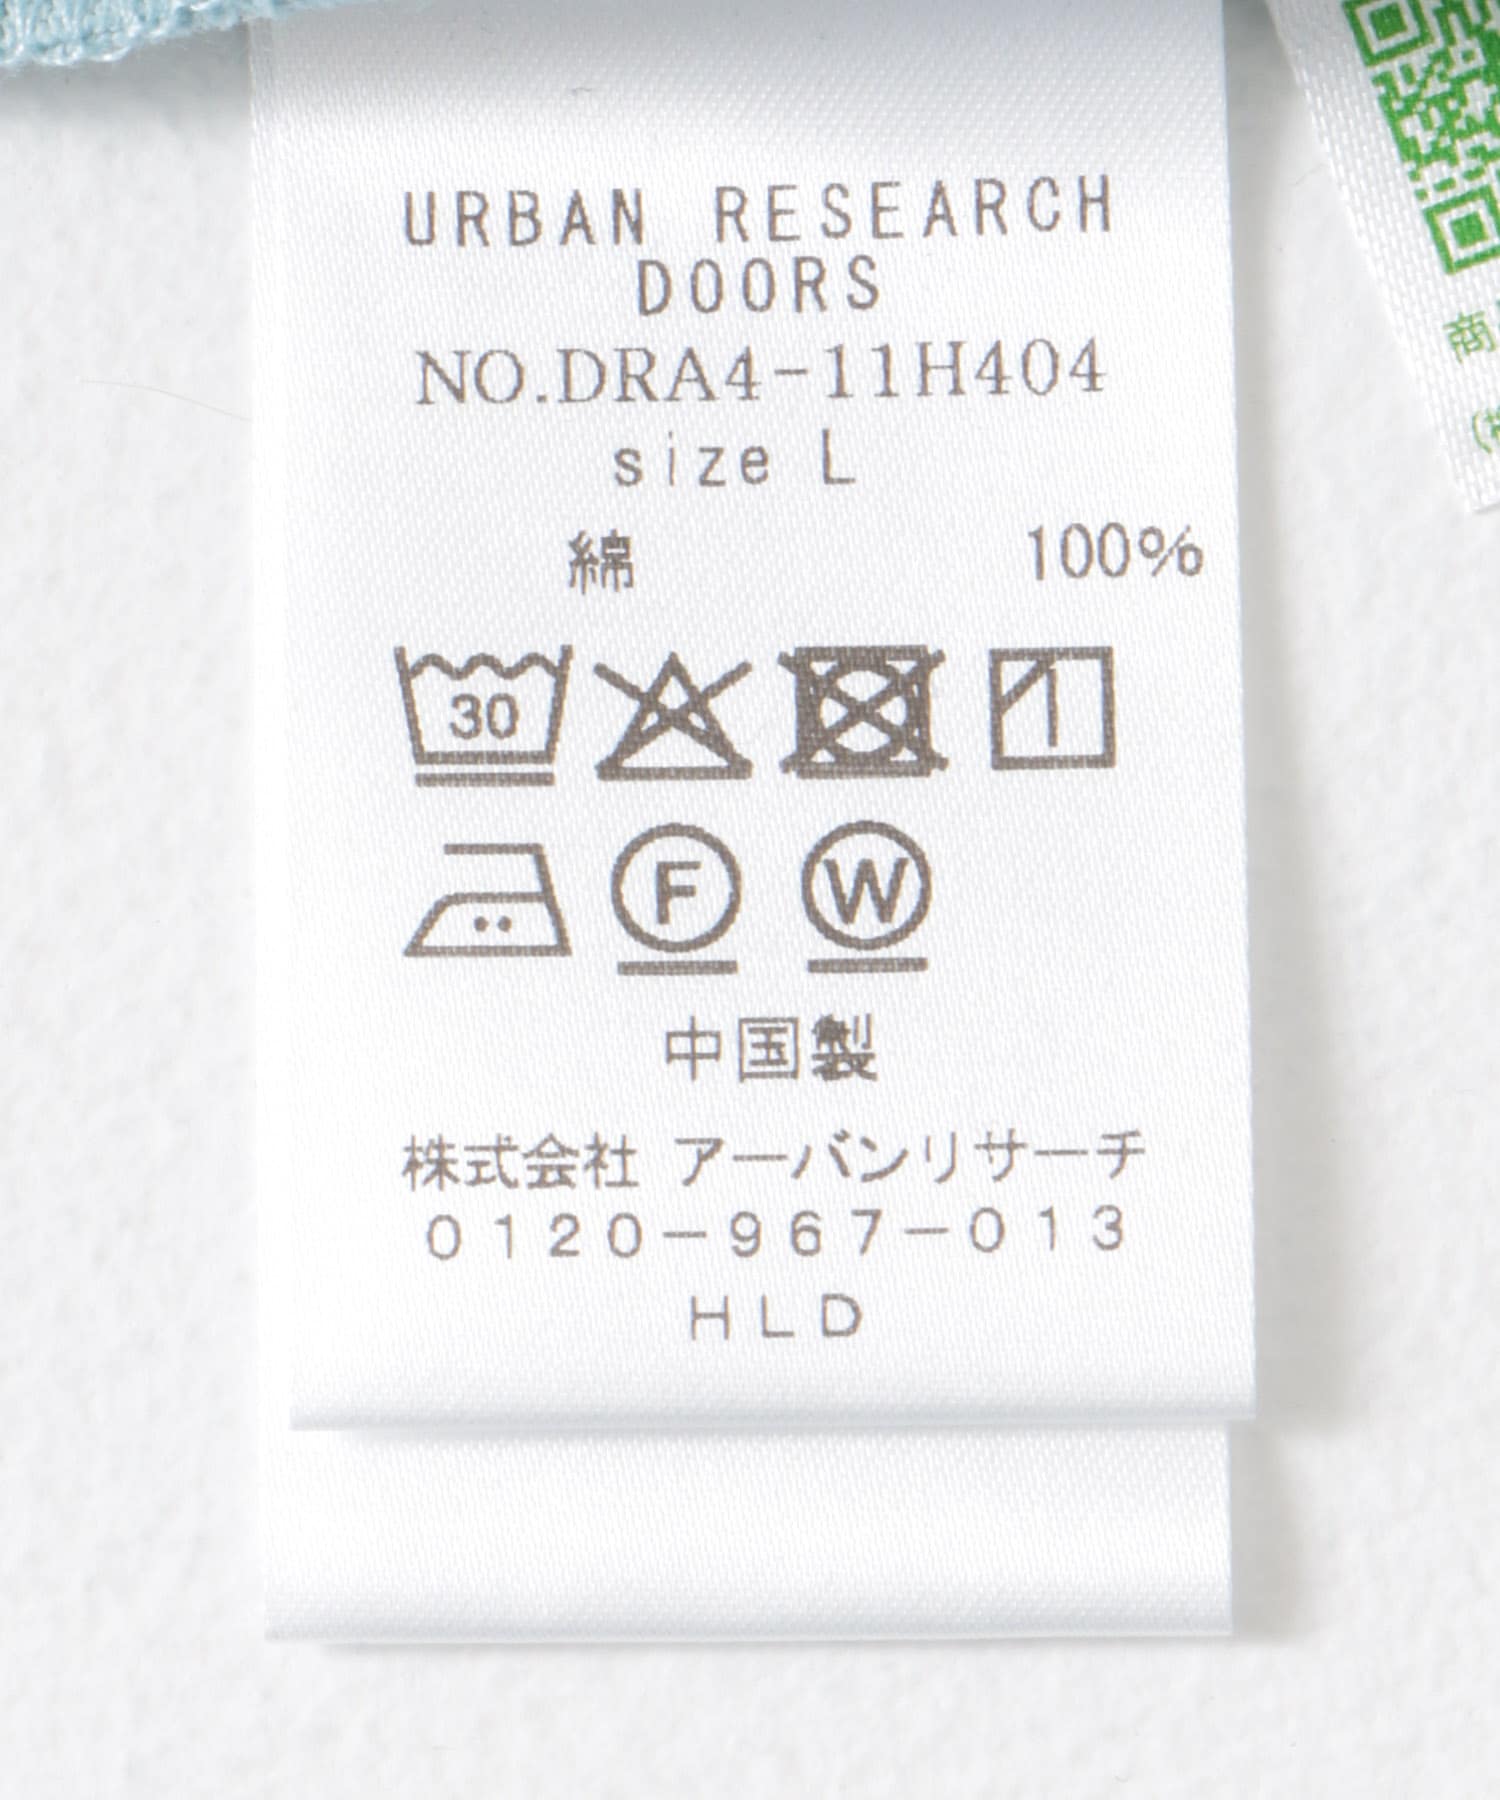 URBAN RESEARCH
DOORS
NO.DRA4-11H404
size L
綿 100%
30
F W
中国製
株式会社 アーバンリサーチ
0120-967-013
HLD
商